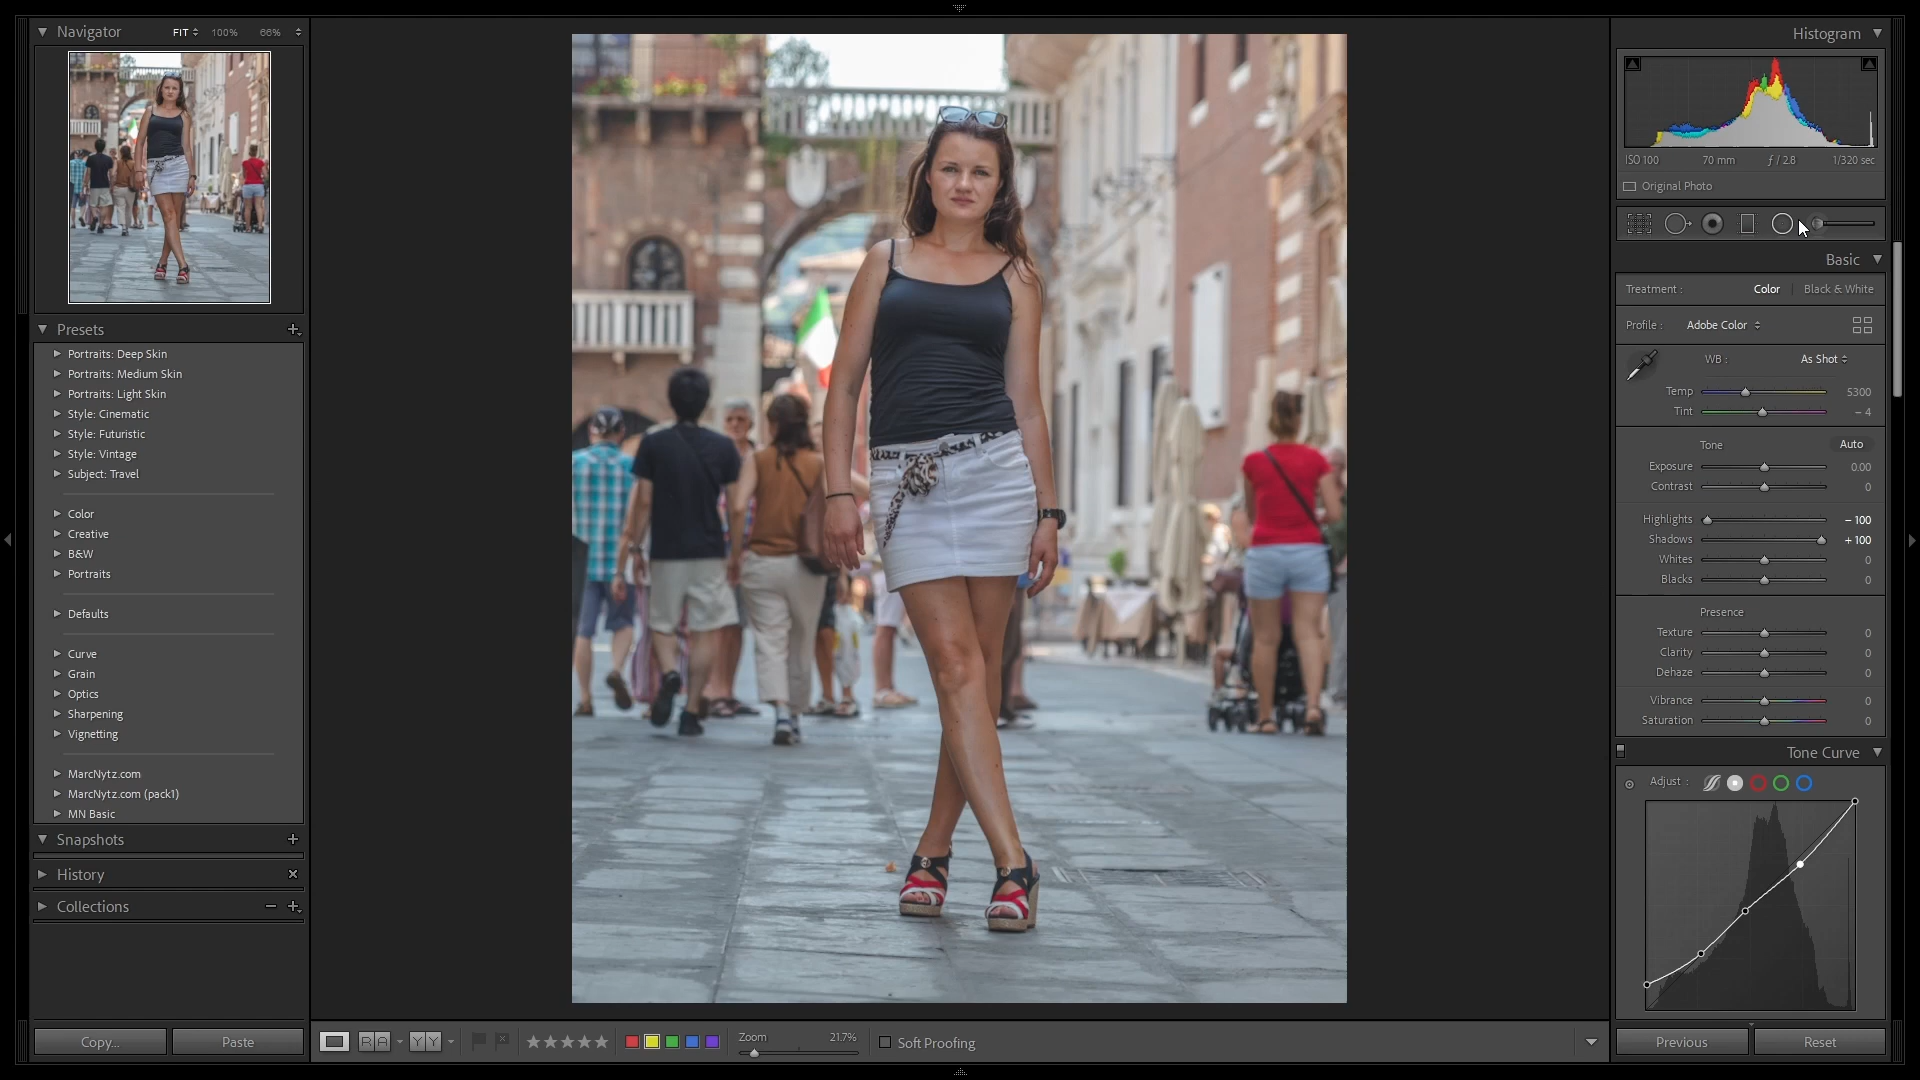 Navigator FIT 100% 66%
Presets
Portraits: Deep Skin
Portraits: Medium Skin
Portraits: Light Skin
Style: Cinematic
Style: Futuristic
Style: Vintage
Subject: Travel
Color
Creative
B&W
Portraits
Defaults
Curve
Grain
Optics
Sharpening
Vignetting
MarcNytz.com
MarcNytz.com (pack1)
MN Basic
Snapshots
History
Collections
Copy... Paste
R A Y Y
Zoom 21.7%
Soft Proofing
Histogram
ISO 100 70 mm ƒ / 2.8 1/320 sec
Original Photo
Basic
Treatment : Color Black & White
Profile : Adobe Color
WB : As Shot
Temp 5300
Tint – 4
Tone Auto
Exposure 0.00
Contrast 0
Highlights – 100
Shadows + 100
Whites 0
Blacks 0
Presence
Texture 0
Clarity 0
Dehaze 0
Vibrance 0
Saturation 0
Tone Curve
Adjust :
Previous Reset